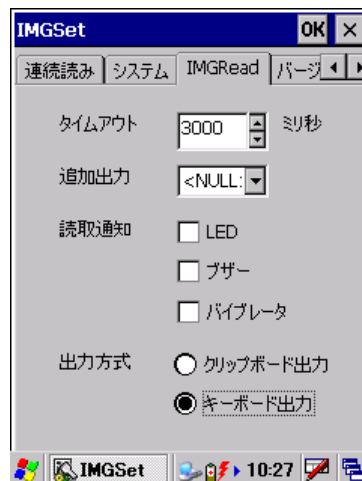 IMGSet OK ×
連続読み システム IMGRead バージ
タイムアウト 3000 ミリ秒
追加出力 <NULL:
読取通知 LED
ブザー
バイブレータ
出力方式 クリップボード出力
キーボード出力
IMGSet 10:27